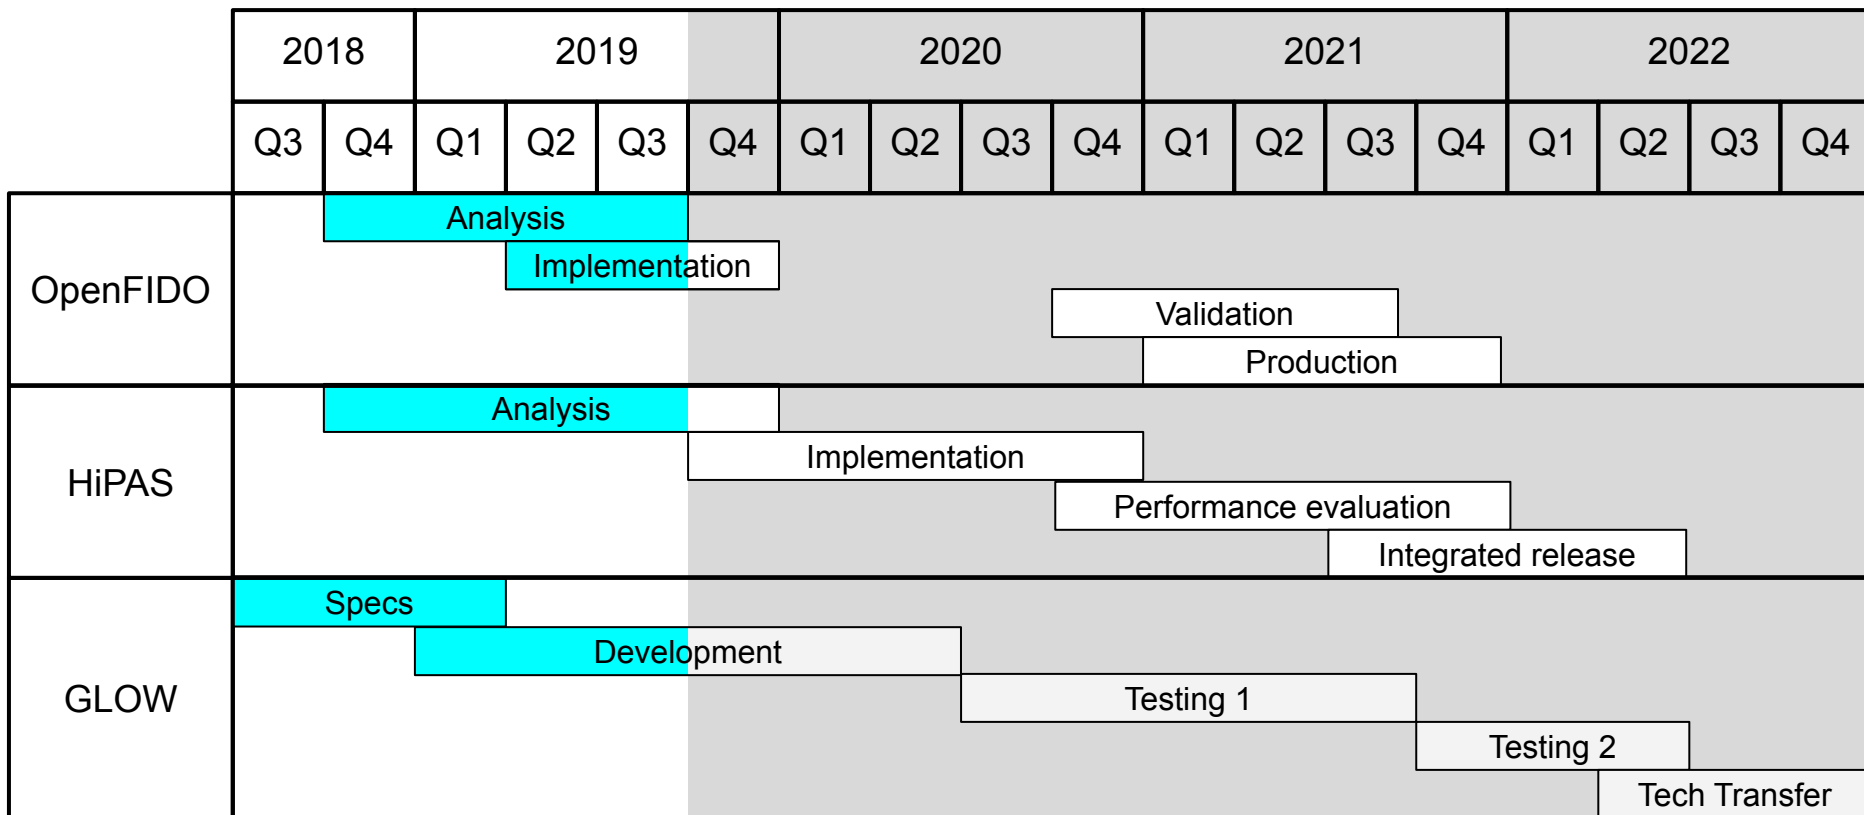 2018 2019 2020 2021 2022
Q3 Q4 Q1 Q2 Q3 Q4 Q1 Q2 Q3 Q4 Q1 Q2 Q3 Q4 Q1 Q2 Q3 Q4
OpenFIDO
Analysis
Implementation
Validation
Production
HiPAS
Analysis
Implementation
Performance evaluation
Integrated release
GLOW
Specs
Development
Testing 1
Testing 2
Tech Transfer